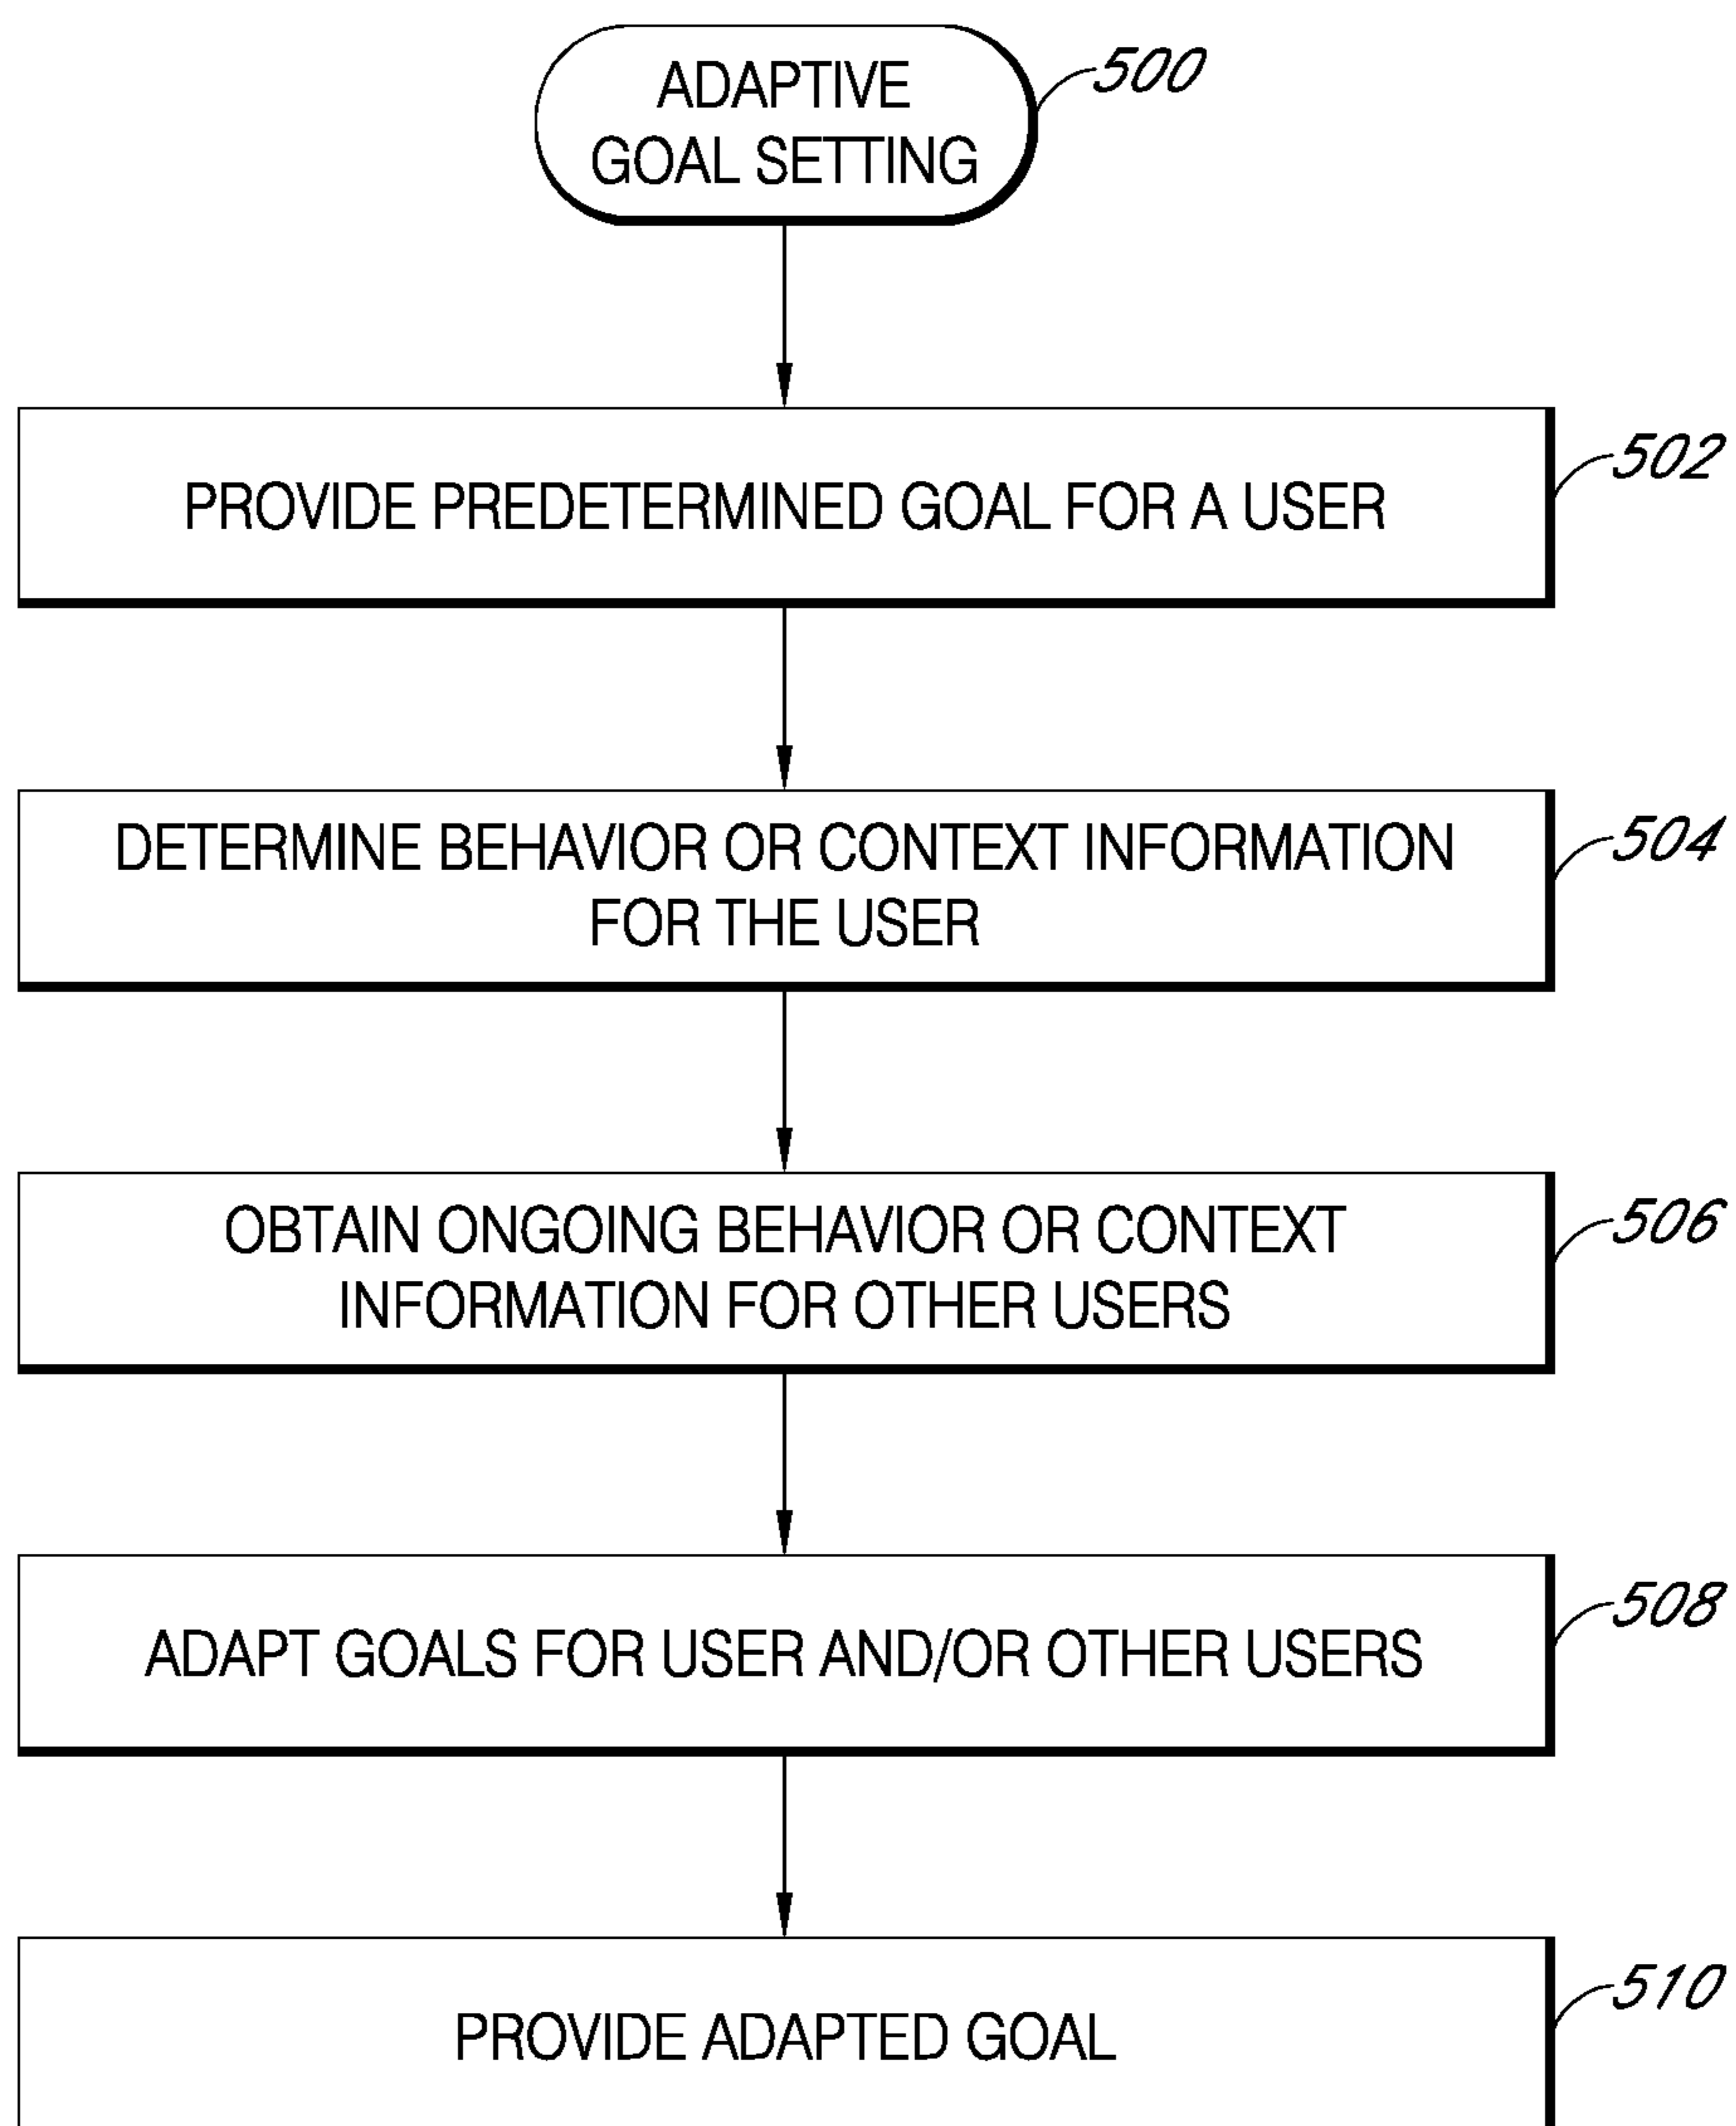 ADAPTIVE
GOAL SETTING
500
PROVIDE PREDETERMINED GOAL FOR A USER
502
DETERMINE BEHAVIOR OR CONTEXT INFORMATION
FOR THE USER
504
OBTAIN ONGOING BEHAVIOR OR CONTEXT
INFORMATION FOR OTHER USERS
506
ADAPT GOALS FOR USER AND/OR OTHER USERS
508
PROVIDE ADAPTED GOAL
510